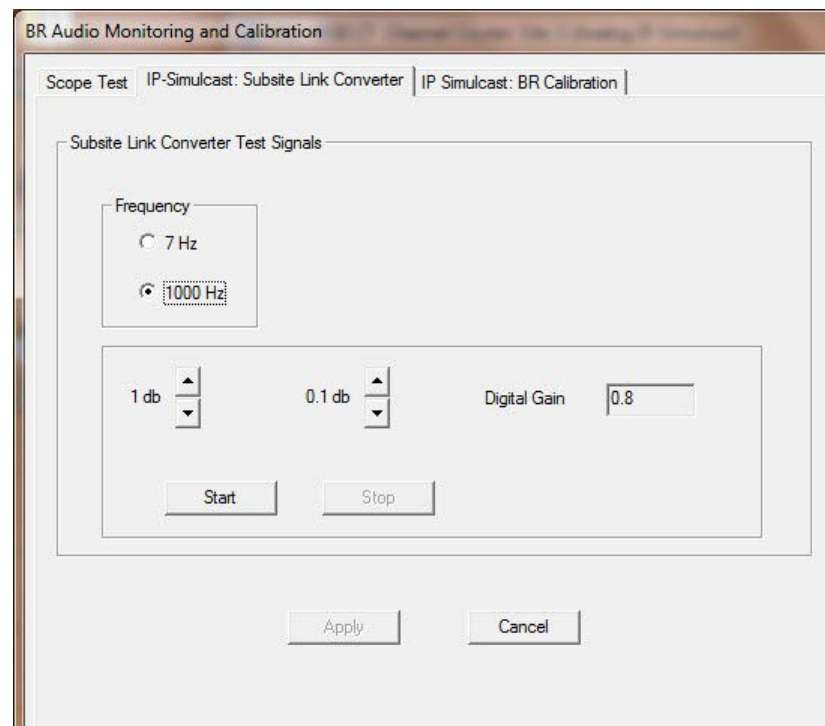 BR Audio Monitoring and Calibration
Scope Test IP-Simulcast: Subsite Link Converter IP Simulcast: BR Calibration
Subsite Link Converter Test Signals
Frequency
7 Hz
1000 Hz
1 db 0.1 db Digital Gain 0.8
Start Stop
Apply Cancel